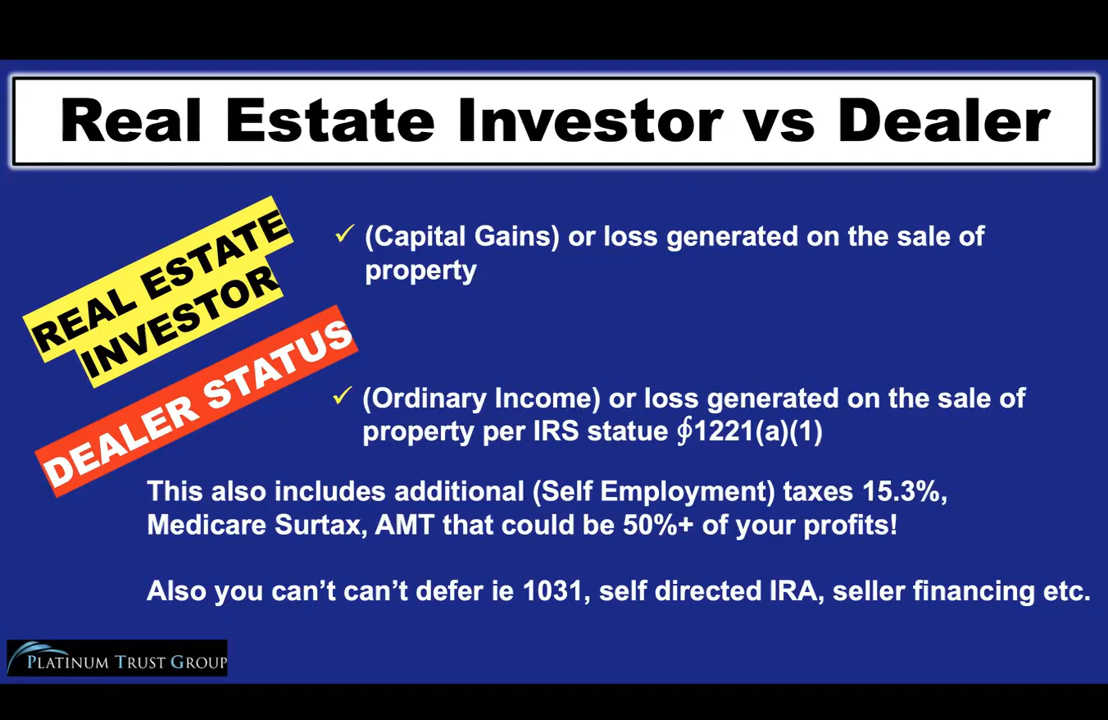 Real Estate Investor vs Dealer
REAL ESTATE
INVESTOR
✓ (Capital Gains) or loss generated on the sale of
property
DEALER STATUS
✓ (Ordinary Income) or loss generated on the sale of
property per IRS statue ∮1221(a)(1)
This also includes additional (Self Employment) taxes 15.3%,
Medicare Surtax, AMT that could be 50%+ of your profits!
Also you can’t can’t defer ie 1031, self directed IRA, seller financing etc.
PLATINUM TRUST GROUP